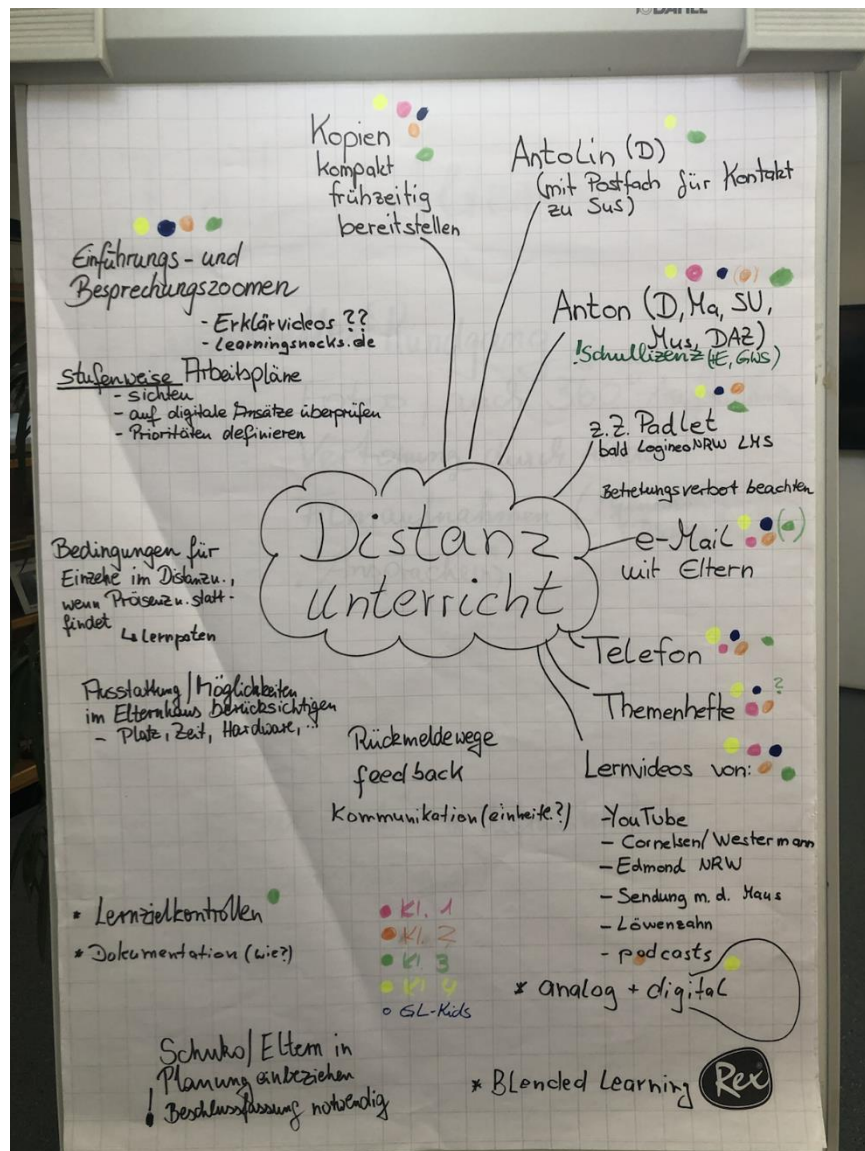 DAHLE
Kopien
kompakt
frühzeitig
bereitstellen
Antolin (D)
(mit Postfach für Kontakt
zu SuS)
Einführungs- und
Besprechungszoomen
- Erklärvideos ??
- Learningsnacks.de
Anton (D, Ma, SU,
Mus, DAZ)
! Schullizenz (E, GWS)
stufenweise Arbeitspläne
- sichten
- auf digitale Ansätze überprüfen
- Prioritäten definieren
z.Z. Padlet
bald LogineoNRW LMS
Betretungsverbot beachten
Distanz
unterricht
e-Mail (-)
mit Eltern
Bedingungen für
Einzelne im Distanzu.,
wenn Präsenzu. statt-
findet
↳ Lernpaten
Telefon
Themenhefte ?
Lernvideos von:
- YouTube
- Cornelsen/Westermann
- Edmond NRW
- Sendung m. d. Maus
- Löwenzahn
- podcasts
Ausstattung/Möglichkeiten
im Elternhaus berücksichtigen
- Platz, Zeit, Hardware, ...
Rückmeldewege
feedback
Kommunikation (einheitl.?)
* Lernzielkontrollen
* Dokumentation (wie?)
Kl. 1
Kl. 2
Kl. 3
Kl. 4
GL-Kids
* analog + digital
Schuko/Eltern in
Planung einbeziehen
! Beschlussfassung notwendig
* Blended Learning
Rex